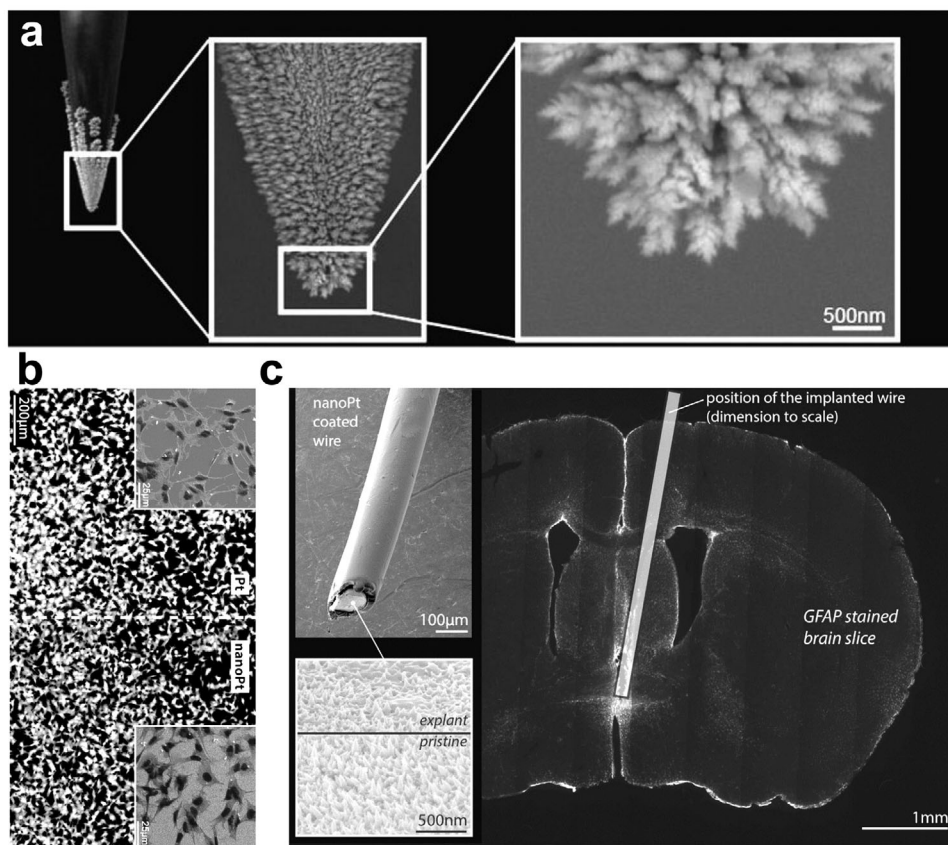 a
500nm
b
200µm
25µm
Pt
nanoPt
25µm
c
nanoPt
coated
wire
100µm
explant
pristine
500nm
position of the implanted wire
(dimension to scale)
GFAP stained
brain slice
1mm